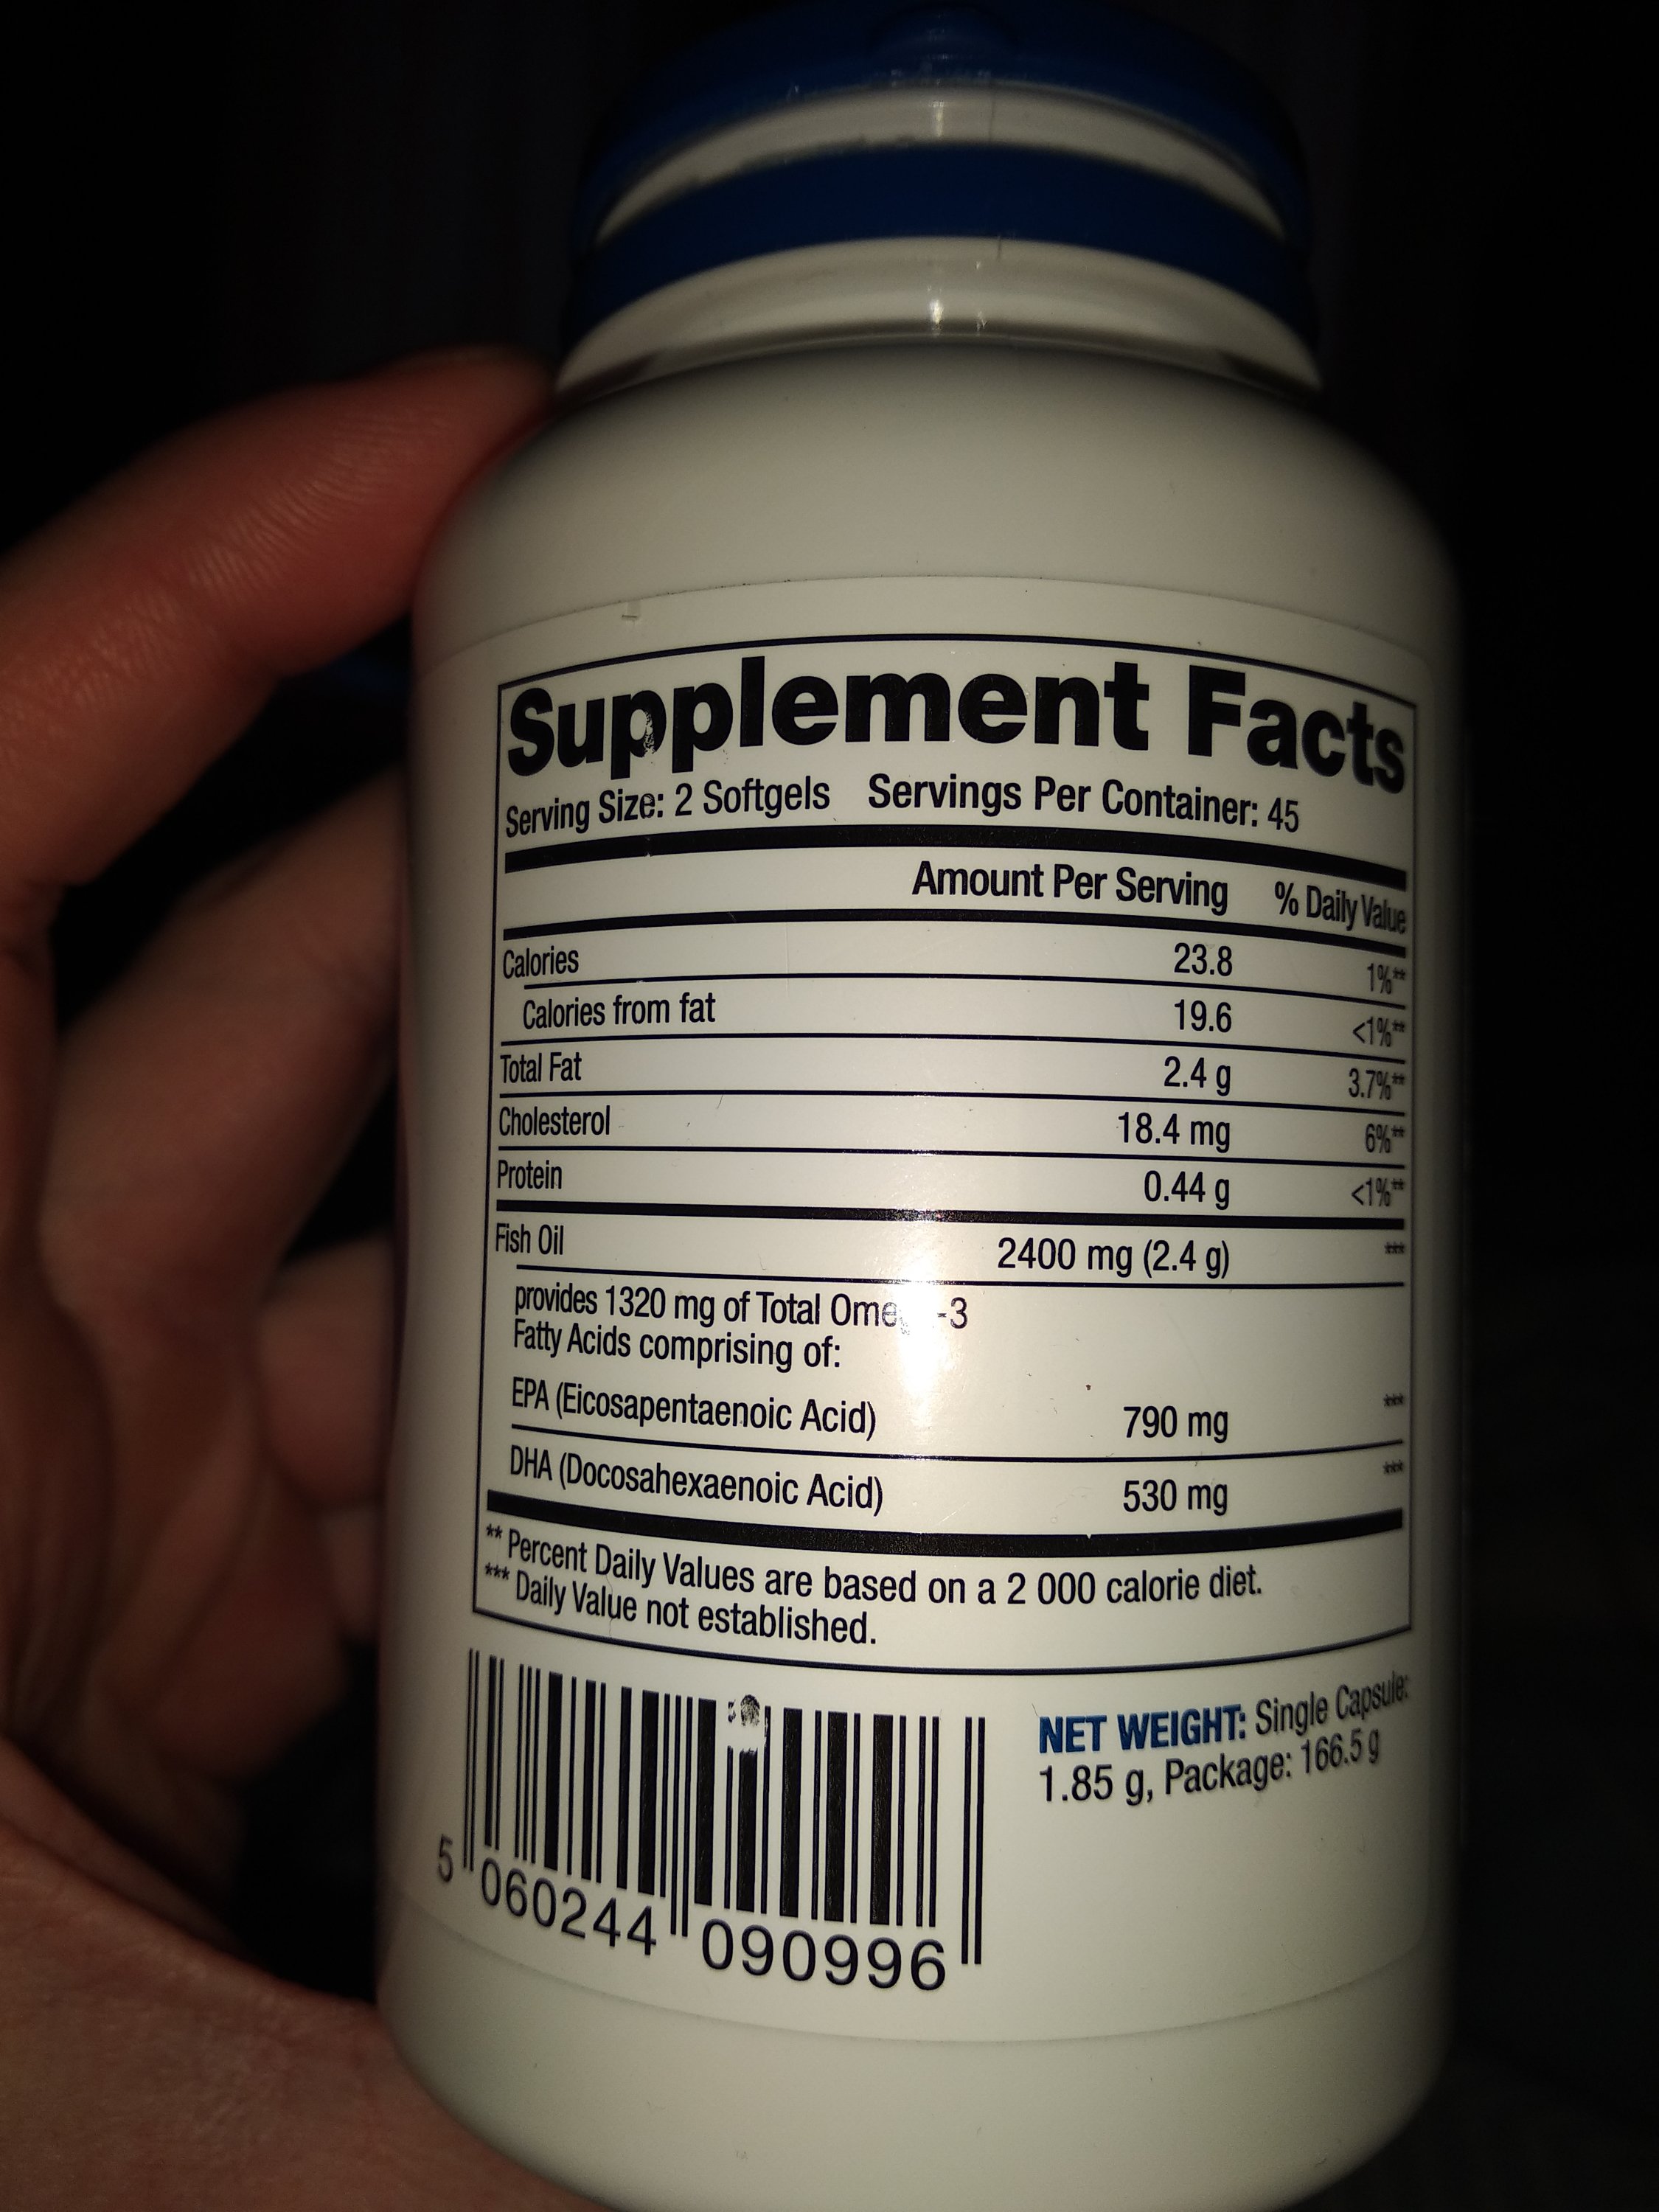 Supplement Facts
Serving Size: 2 Softgels Servings Per Container: 45
Amount Per Serving % Daily Value
Calories 23.8 1%**
Calories from fat 19.6 <1%**
Total Fat 2.4 g 3.7%**
Cholesterol 18.4 mg 6%**
Protein 0.44 g <1%**
Fish Oil 2400 mg (2.4 g) ***
provides 1320 mg of Total Ome -3
Fatty Acids comprising of:
EPA (Eicosapentaenoic Acid) 790 mg ***
DHA (Docosahexaenoic Acid) 530 mg ***
** Percent Daily Values are based on a 2 000 calorie diet.
*** Daily Value not established.
NET WEIGHT: Single Capsule:
1.85 g, Package: 166.5 g
5 060244 090996